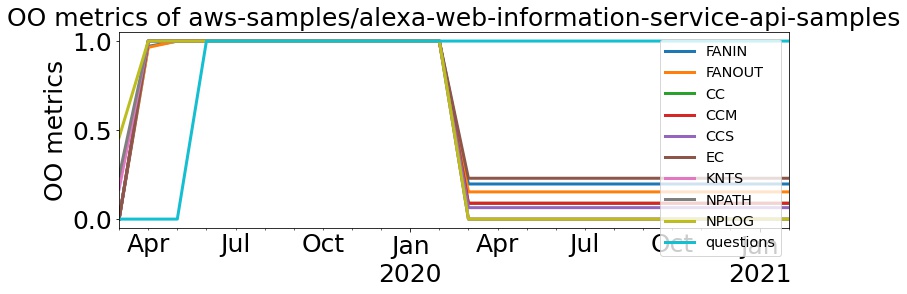 OO metrics of aws-samples/alexa-web-information-service-api-samples
OO metrics
1.0
0.5
0.0
Apr
Jul
Oct
Jan
2020
Apr
Jul
Oct
Jan
2021
FANIN
FANOUT
CC
CCM
CCS
EC
KNTS
NPATH
NPLOG
questions